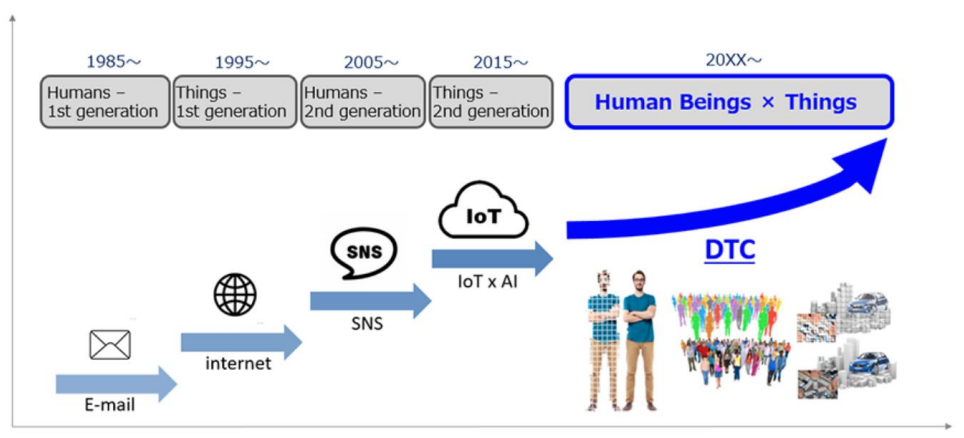 1985～
1995～
2005～
2015～
20XX～
Humans –
1st generation
Things –
1st generation
Humans –
2nd generation
Things –
2nd generation
Human Beings × Things
IoT
SNS
DTC
IoT x AI
SNS
internet
E-mail